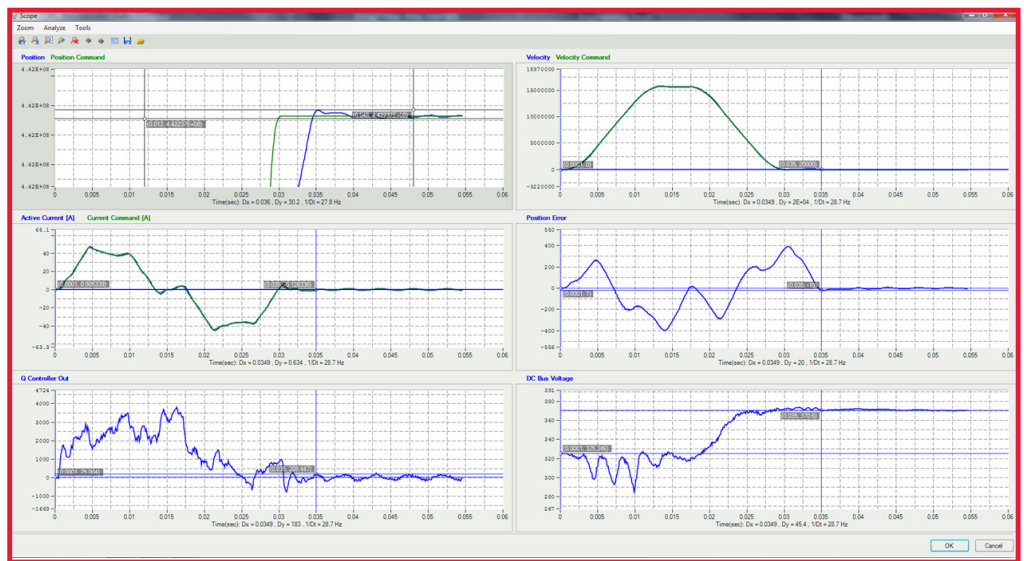 Scope
Zoom Analyze Tools
Position Position Command
4.42E+08
4.42E+08
4.42E+08
4.42E+08
4.42E+08
0 0.005 0.01 0.015 0.02 0.025 0.03 0.035 0.04 0.045 0.05 0.055 0.06
Time(sec): Dx = 0.036 , Dy = 30.2 , 1/Dt = 27.8 Hz
Velocity Velocity Command
18970000
15000000
10000000
5000000
0
-3220000
0 0.005 0.01 0.015 0.02 0.025 0.03 0.035 0.04 0.045 0.05 0.055 0.06
Time(sec): Dx = 0.0349 , Dy = 2E+04 , 1/Dt = 28.7 Hz
Active Current [A] Current Command [A]
40
20
0
-20
-40
0 0.005 0.01 0.015 0.02 0.025 0.03 0.035 0.04 0.045 0.05 0.055 0.06
Time(sec): Dx = 0.0349 , Dy = 0.634 , 1/Dt = 28.7 Hz
Position Error
400
200
0
-200
-400
0 0.005 0.01 0.015 0.02 0.025 0.03 0.035 0.04 0.045 0.05 0.055 0.06
Time(sec): Dx = 0.0349 , Dy = 20 , 1/Dt = 28.7 Hz
Q Controller Out
4724
4000
3000
2000
1000
0
-1000
0 0.005 0.01 0.015 0.02 0.025 0.03 0.035 0.04 0.045 0.05 0.055 0.06
Time(sec): Dx = 0.0349 , Dy = 183 , 1/Dt = 28.7 Hz
DC Bus Voltage
391
380
360
340
320
300
0 0.005 0.01 0.015 0.02 0.025 0.03 0.035 0.04 0.045 0.05 0.055 0.06
Time(sec): Dx = 0.0349 , Dy = 45.4 , 1/Dt = 28.7 Hz
OK Cancel